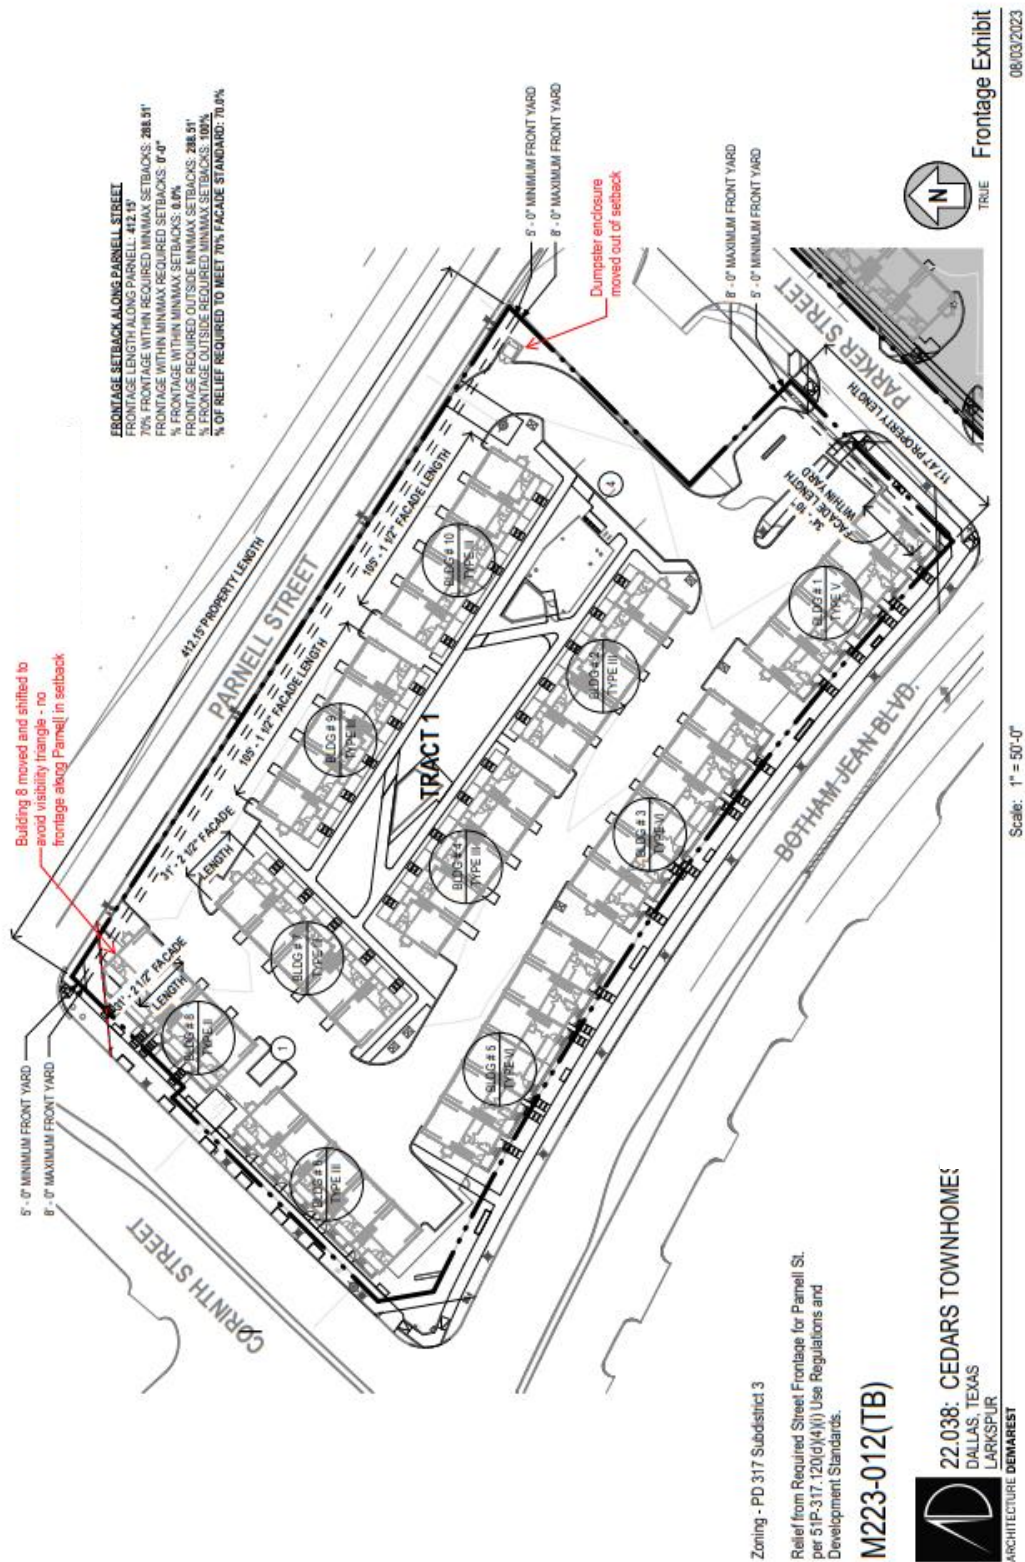 FRONTAGE SETBACK ALONG PARNELL STREET
FRONTAGE LENGTH ALONG PARNELL: 412.15'
70% FRONTAGE WITHIN REQUIRED MIN/MAX SETBACKS: 288.51'
FRONTAGE WITHIN MIN/MAX REQUIRED SETBACKS: 0'-0"
% FRONTAGE WITHIN MIN/MAX SETBACKS: 0.0%
FRONTAGE REQUIRED OUTSIDE MIN/MAX SETBACKS: 288.51'
% FRONTAGE OUTSIDE REQUIRED MIN/MAX SETBACKS: 100%
% OF RELIEF REQUIRED TO MEET 70% FACADE STANDARD: 70.0%
Building 8 moved and shifted to
avoid visibility triangle - no
frontage along Parnell in setback
5' - 0" MINIMUM FRONT YARD
8' - 0" MAXIMUM FRONT YARD
412.15' PROPERTY LENGTH
PARNELL STREET
5' - 0" MINIMUM FRONT YARD
8' - 0" MAXIMUM FRONT YARD
Dumpster enclosure
moved out of setback
31' - 2 1/2" FACADE
LENGTH
31' - 2 1/2" FACADE
LENGTH
105' - 1 1/2" FACADE LENGTH
105' - 1 1/2" FACADE LENGTH
BLDG # 8
TYPE II
BLDG # 7
TYPE II
BLDG # 9
TYPE III
BLDG # 10
TYPE III
CORINTH STREET
1
TRACT 1
4
BLDG # 6
TYPE III
BLDG # 4
TYPE III
BLDG # 2
TYPE III
8' - 0" MAXIMUM FRONT YARD
5' - 0" MINIMUM FRONT YARD
PARKER STREET
117.47' PROPERTY LENGTH
34' - 10"
FACADE LENGTH
WITHIN YARD
BLDG # 5
TYPE VI
BLDG # 3
TYPE VI
BLDG # 1
TYPE V
BOTHAM JEAN BLVD.
Zoning - PD 317 Subdistrict 3
Relief from Required Street Frontage for Parnell St.
per 51P-317.120(d)(4)(I) Use Regulations and
Development Standards.
M223-012(TB)
N
TRUE
Frontage Exhibit
AD
22.038: CEDARS TOWNHOMES
DALLAS, TEXAS
LARKSPUR
ARCHITECTURE DEMAREST
Scale: 1" = 50'-0"
08/03/2023